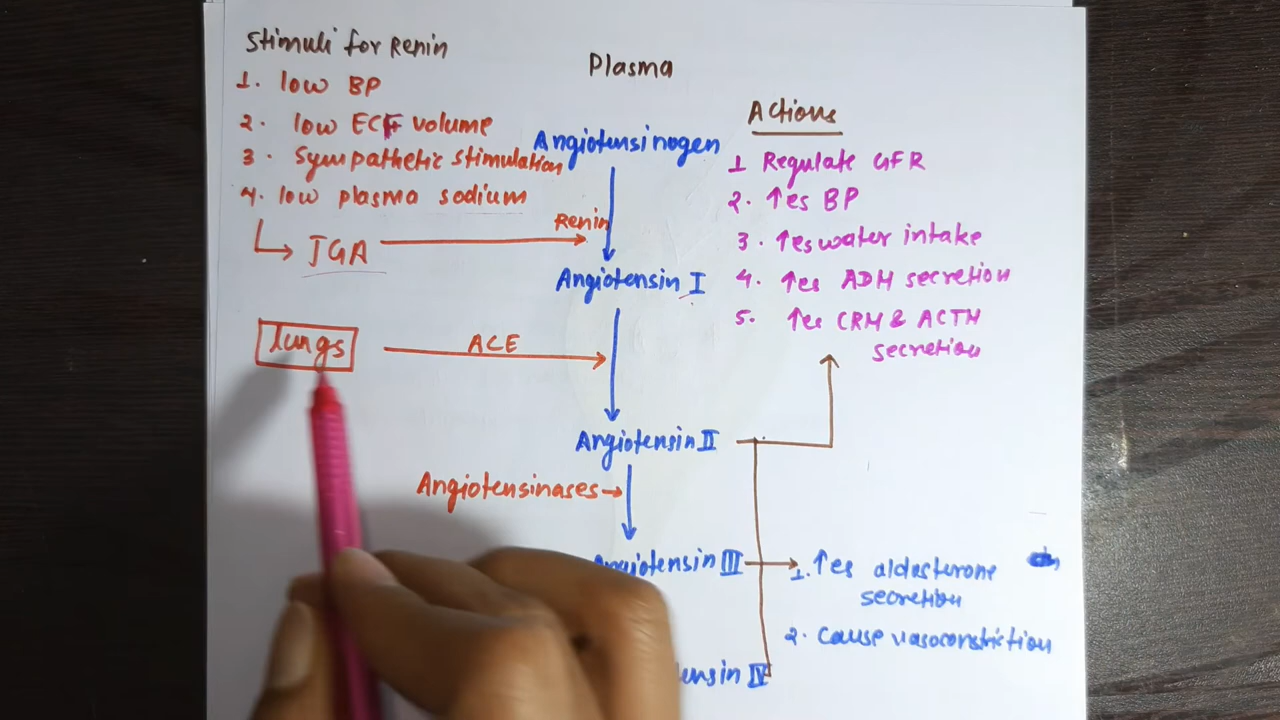 Stimuli for Renin
1. low BP
2. low ECF volume
3. Sympathetic stimulation
4. low plasma sodium
JGA
Plasma
Angiotensinogen
Renin
Angiotensin I
lungs
ACE
Angiotensin II
Angiotensinases
Angiotensin III
ensin IV
Actions
1 Regulate GFR
2. ↑es BP
3. ↑es water intake
4. ↑es ADH secretion
5. ↑es CRH & ACTH
secretion
1. ↑es aldosterone
secretion
2. Cause vasoconstriction